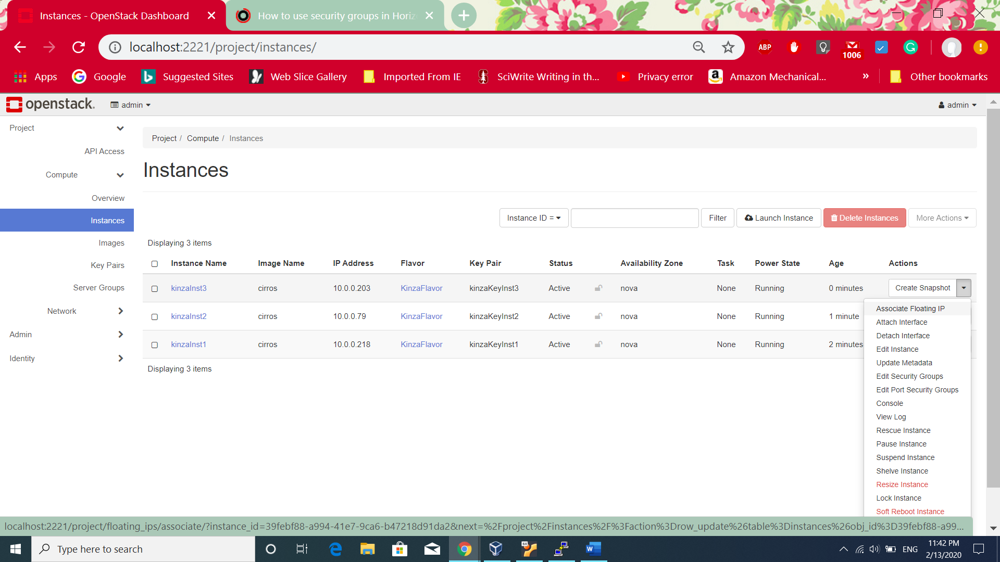 Instances - OpenStack Dashboard
How to use security groups in Horiz
localhost:2221/project/instances/
ABP
1006
Apps
Google
Suggested Sites
Web Slice Gallery
Imported From IE
SciWrite Writing in th...
Privacy error
Amazon Mechanical...
»
Other bookmarks
openstack.
admin
admin
Project
API Access
Compute
Overview
Instances
Images
Key Pairs
Server Groups
Network
Admin
Identity
Project / Compute / Instances
Instances
Instance ID =
Filter
Launch Instance
Delete Instances
More Actions
Displaying 3 items
Instance Name Image Name IP Address Flavor Key Pair Status Availability Zone Task Power State Age Actions
kinzaInst3 cirros 10.0.0.203 KinzaFlavor kinzaKeyInst3 Active nova None Running 0 minutes Create Snapshot
kinzaInst2 cirros 10.0.0.79 KinzaFlavor kinzaKeyInst2 Active nova None Running 1 minute
kinzaInst1 cirros 10.0.0.218 KinzaFlavor kinzaKeyInst1 Active nova None Running 2 minutes
Displaying 3 items
Associate Floating IP
Attach Interface
Detach Interface
Edit Instance
Update Metadata
Edit Security Groups
Edit Port Security Groups
Console
View Log
Rescue Instance
Pause Instance
Suspend Instance
Shelve Instance
Resize Instance
Lock Instance
Soft Reboot Instance
localhost:2221/project/floating_ips/associate/?instance_id=39febf88-a994-41e7-9ca6-b47218d91da2&next=%2Fproject%2Finstances%2F%3Faction%3Drow_update%26table%3Dinstances%26obj_id%3D39febf88-a99...
Type here to search
64
W
ENG
11:42 PM
2/13/2020